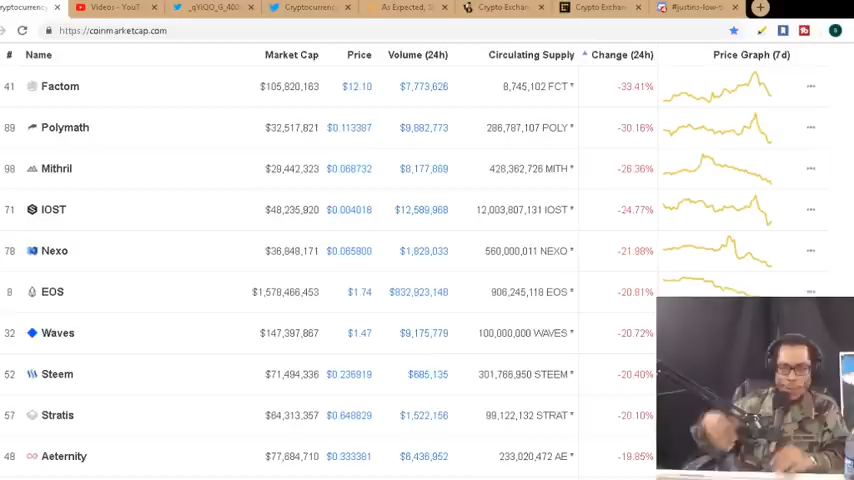 yptocurrency
Videos - YouT
_qYiQQ_G_400
Cryptocurrency
As Expected, S
Crypto Exchan
Crypto Exchan
#justins-low-t
https://coinmarketcap.com
# Name Market Cap Price Volume (24h) Circulating Supply Change (24h) Price Graph (7d)
41 Factom $105,820,163 $12.10 $7,773,626 8,745,102 FCT * -33.41%
89 Polymath $32,517,821 $0.113387 $9,882,773 286,787,107 POLY * -30.16%
98 Mithril $29,442,323 $0.068732 $8,177,869 428,362,726 MITH * -26.36%
71 IOST $48,235,920 $0.004018 $12,589,968 12,003,807,131 IOST * -24.77%
78 Nexo $36,848,171 $0.065800 $1,829,033 560,000,011 NEXO * -21.98%
8 EOS $1,578,466,453 $1.74 $832,923,148 906,245,118 EOS * -20.81%
32 Waves $147,397,867 $1.47 $9,175,779 100,000,000 WAVES * -20.72%
52 Steem $71,494,336 $0.236919 $685,135 301,766,950 STEEM * -20.40%
57 Stratis $64,313,357 $0.648829 $1,522,156 99,122,132 STRAT * -20.10%
48 Aeternity $77,684,710 $0.333381 $8,436,952 233,020,472 AE * -19.85%